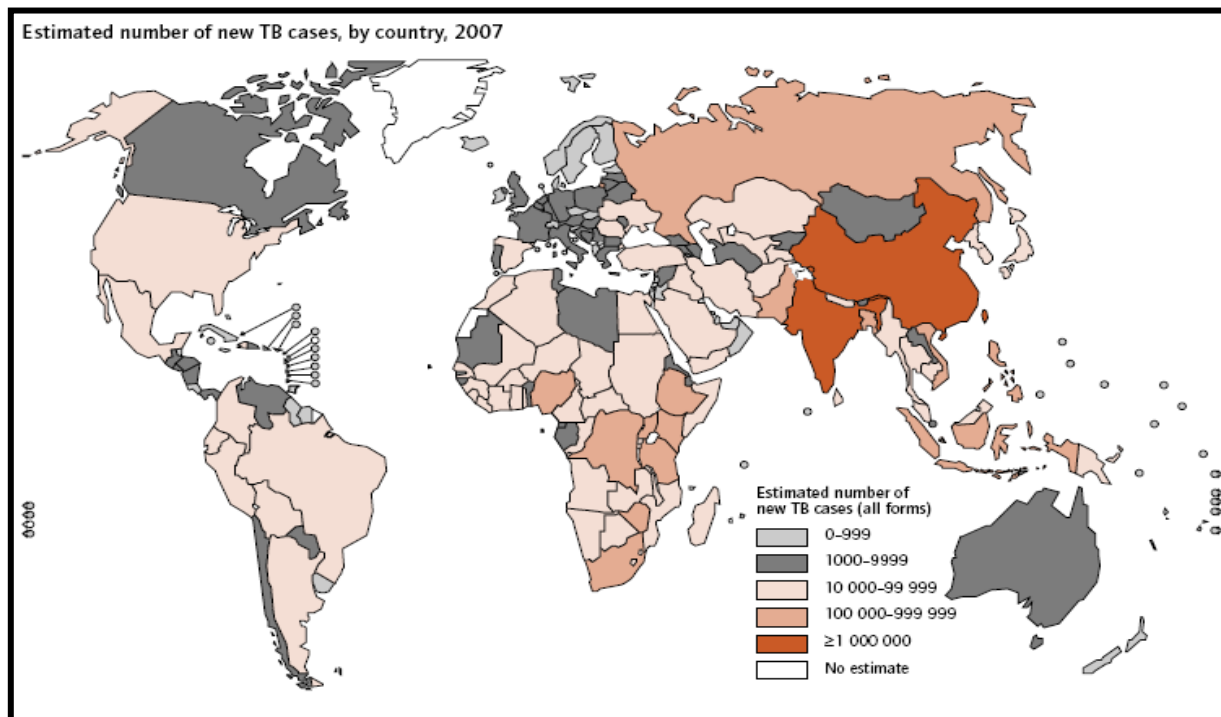 Estimated number of new TB cases, by country, 2007
Estimated number of
new TB cases (all forms)
0–999
1000–9999
10 000–99 999
100 000–999 999
≥1 000 000
No estimate